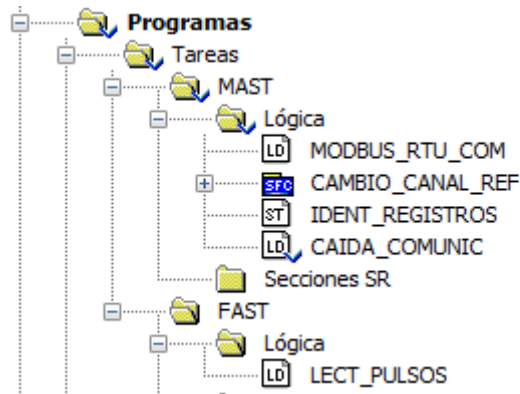 Programas
Tareas
MAST
Lógica
LD MODBUS_RTU_COM
SFC CAMBIO_CANAL_REF
ST IDENT_REGISTROS
LD CAIDA_COMUNIC
Secciones SR
FAST
Lógica
LD LECT_PULSOS